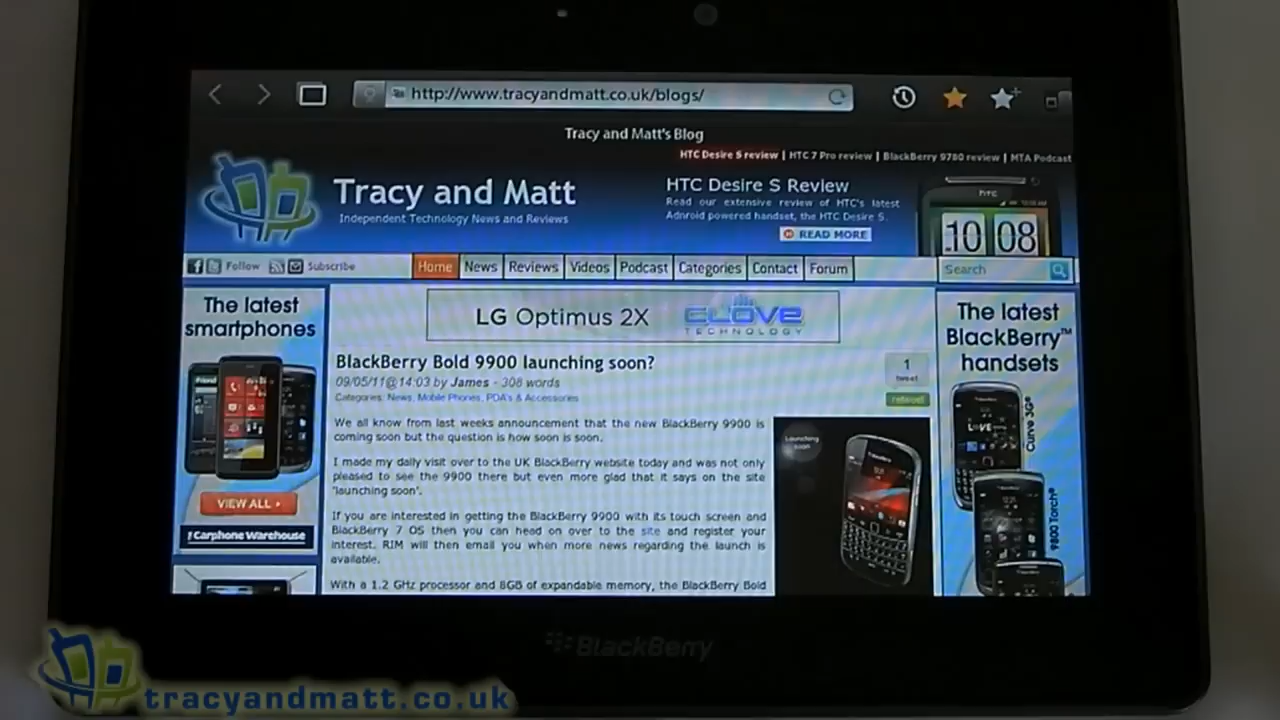 http://www.tracyandmatt.co.uk/blogs/
Tracy and Matt's Blog
HTC Desire S review | HTC 7 Pro review | BlackBerry 9780 review | MTA Podcast
Tracy and Matt
Independent Technology News and Reviews
HTC Desire S Review
Read our extensive review of HTC's latest
Adnroid powered handset, the HTC Desire S.
READ MORE
hTC
10 08
Follow Subscribe
Home News Reviews Videos Podcast Categories Contact Forum
Search
The latest
smartphones
VIEW ALL
The Carphone Warehouse
LG Optimus 2X CLOVE
TECHNOLOGY
BlackBerry Bold 9900 launching soon?
09/05/11@14:03 by James - 306 words
Categories: News, Mobile Phones, PDA's & Accessories
1
tweet
retweet
We all know from last weeks announcement that the new BlackBerry 9900 is
coming soon but the question is how soon is soon.
I made my daily visit over to the UK BlackBerry website today and was not only
pleased to see the 9900 there but even more glad that it says on the site
'launching soon'.
If you are interested in getting the BlackBerry 9900 with its touch screen and
BlackBerry 7 OS then you can head on over to the site and register your
interest. RIM will then email you when more news regarding the launch is
available.
With a 1.2 GHz processor and 8GB of expandable memory, the BlackBerry Bold
Launching
soon
The latest
BlackBerry™
handsets
Curve 3G
LOVE
9800 Torch
BlackBerry
tracyandmatt.co.uk